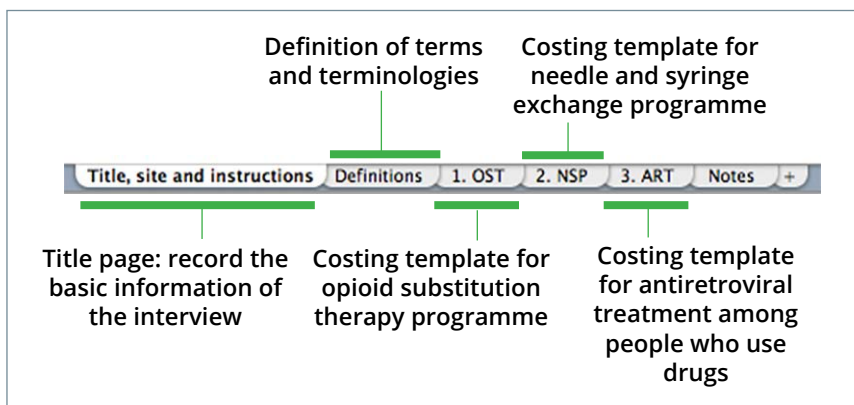 Definition of terms
and terminologies
Costing template for
needle and syringe
exchange programme
Title, site and instructions Definitions 1. OST 2. NSP 3. ART Notes +
Title page: record the
basic information of
the interview
Costing template for
opioid substitution
therapy programme
Costing template
for antiretroviral
treatment among
people who use
drugs